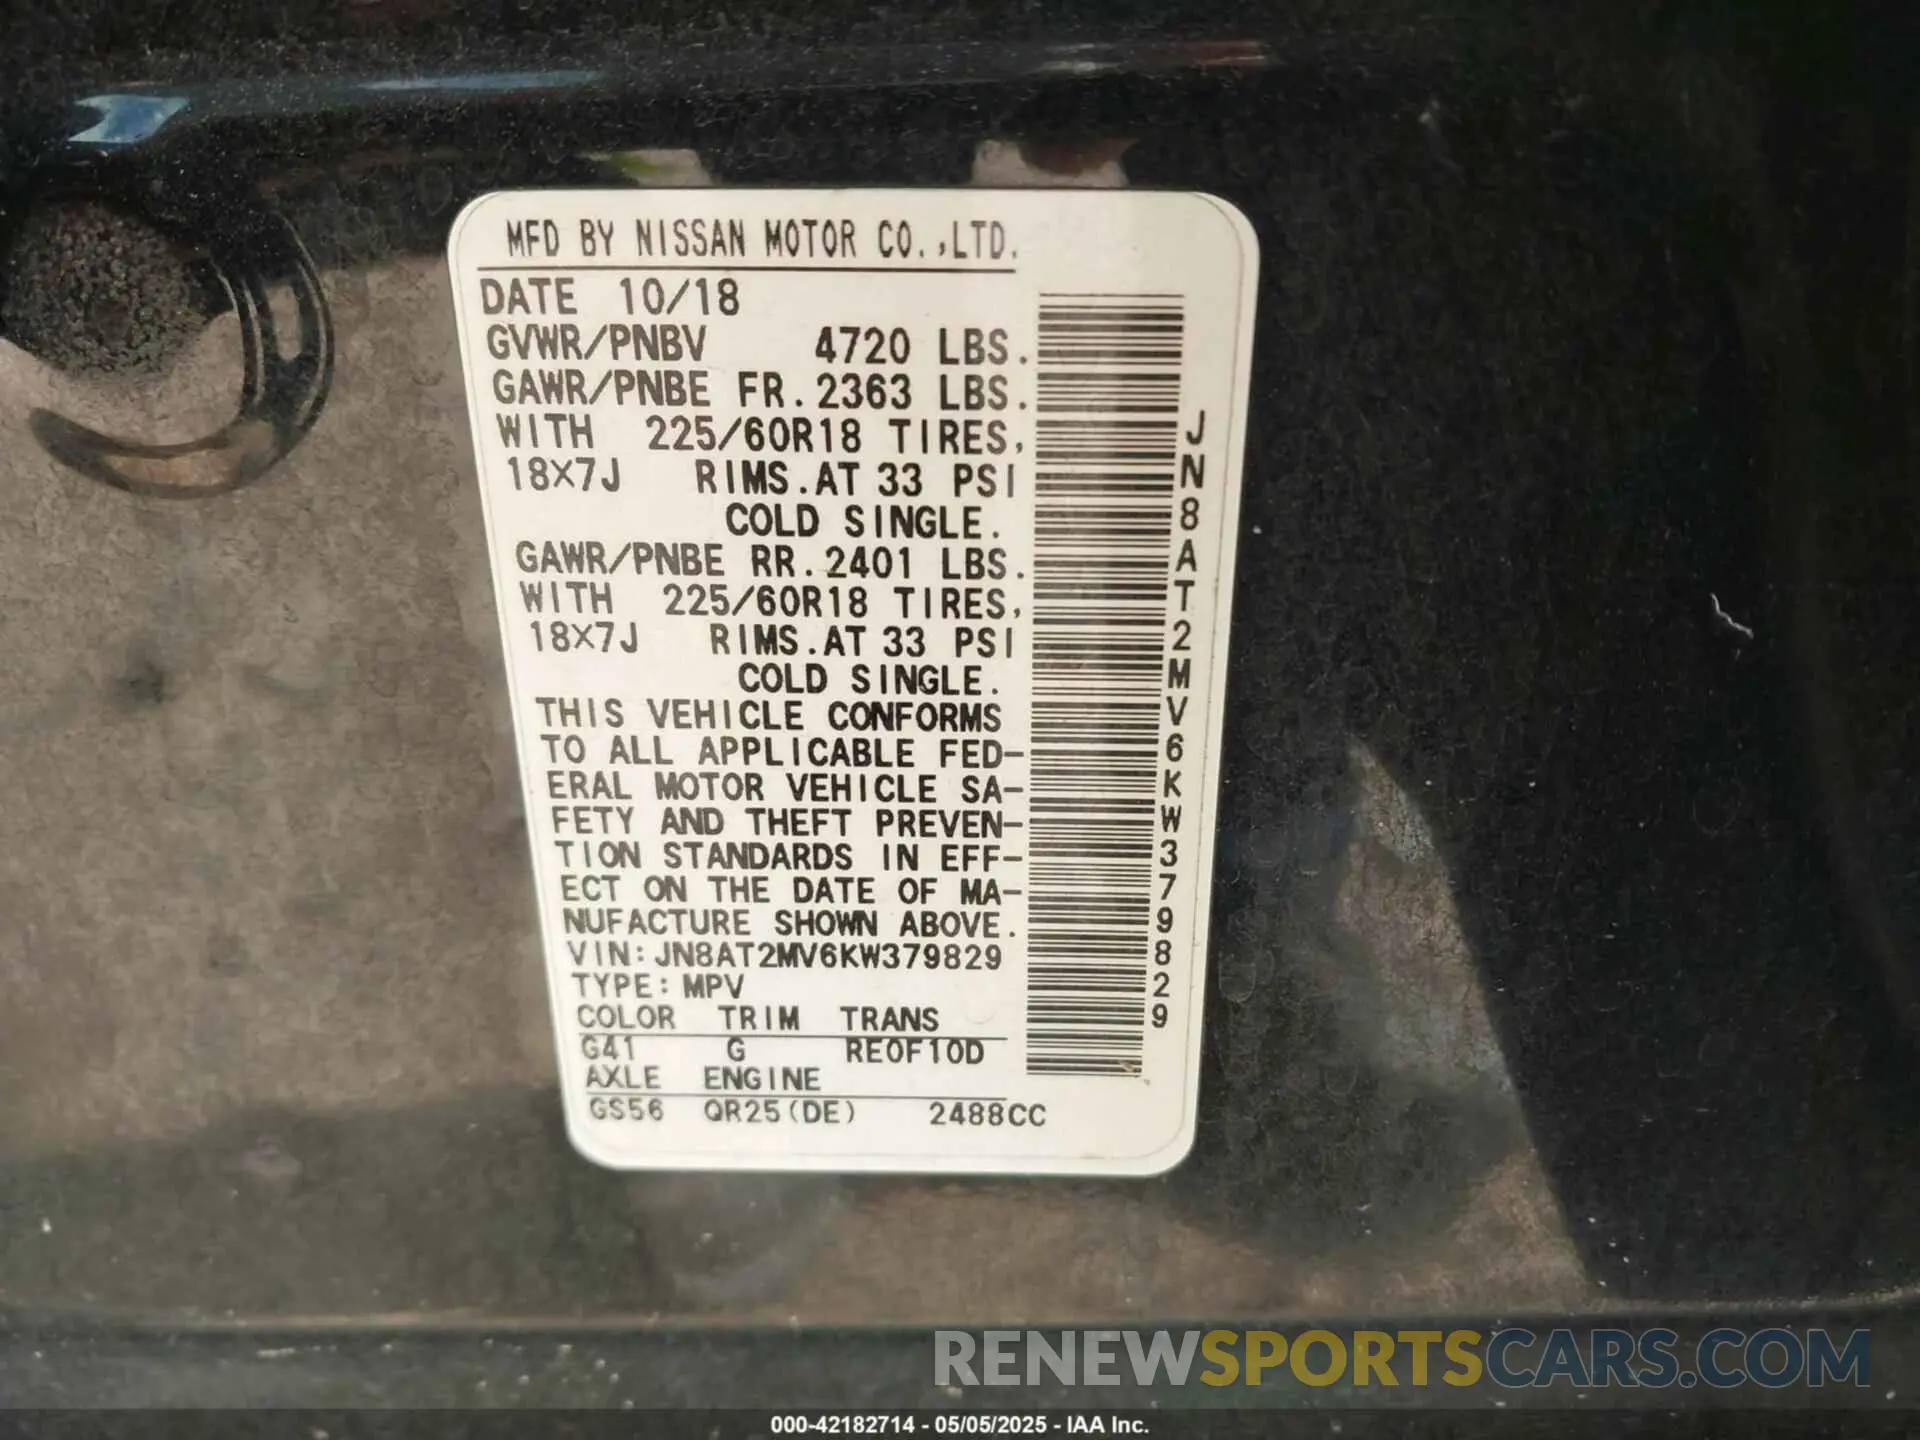 MFD BY NISSAN MOTOR CO.,LTD.
DATE 10/18
GVWR/PNBV 4720 LBS.
GAWR/PNBE FR.2363 LBS.
WITH 225/60R18 TIRES,
18X7J RIMS.AT 33 PSI
COLD SINGLE.
GAWR/PNBE RR.2401 LBS.
WITH 225/60R18 TIRES,
18X7J RIMS.AT 33 PSI
COLD SINGLE.
THIS VEHICLE CONFORMS
TO ALL APPLICABLE FED-
ERAL MOTOR VEHICLE SA-
FETY AND THEFT PREVEN-
TION STANDARDS IN EFF-
ECT ON THE DATE OF MA-
NUFACTURE SHOWN ABOVE.
VIN:JN8AT2MV6KW379829
TYPE:MPV
COLOR TRIM TRANS
G41 G RE0F10D
AXLE ENGINE
GS56 QR25(DE) 2488CC
JN8AT2MV6KW379829
RENEWSPORTSCARS.COM
000-42182714 - 05/05/2025 - IAA Inc.